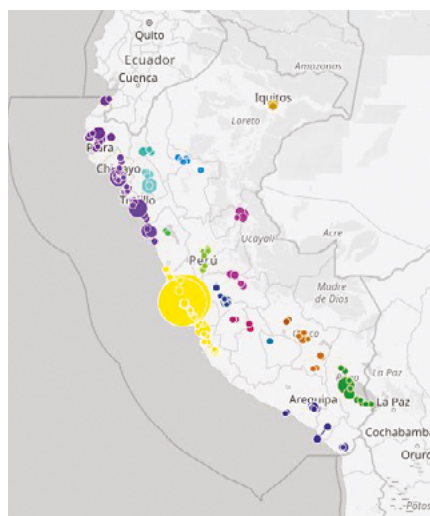 Quito
Ecuador
Cuenca
Amazonas
Iquitos
Loreto
Piura
Trujillo
Ucayali
Acre
Perú
Madre
de Dios
La Paz
Arequipa
La Paz
Cochabamba
Oruro